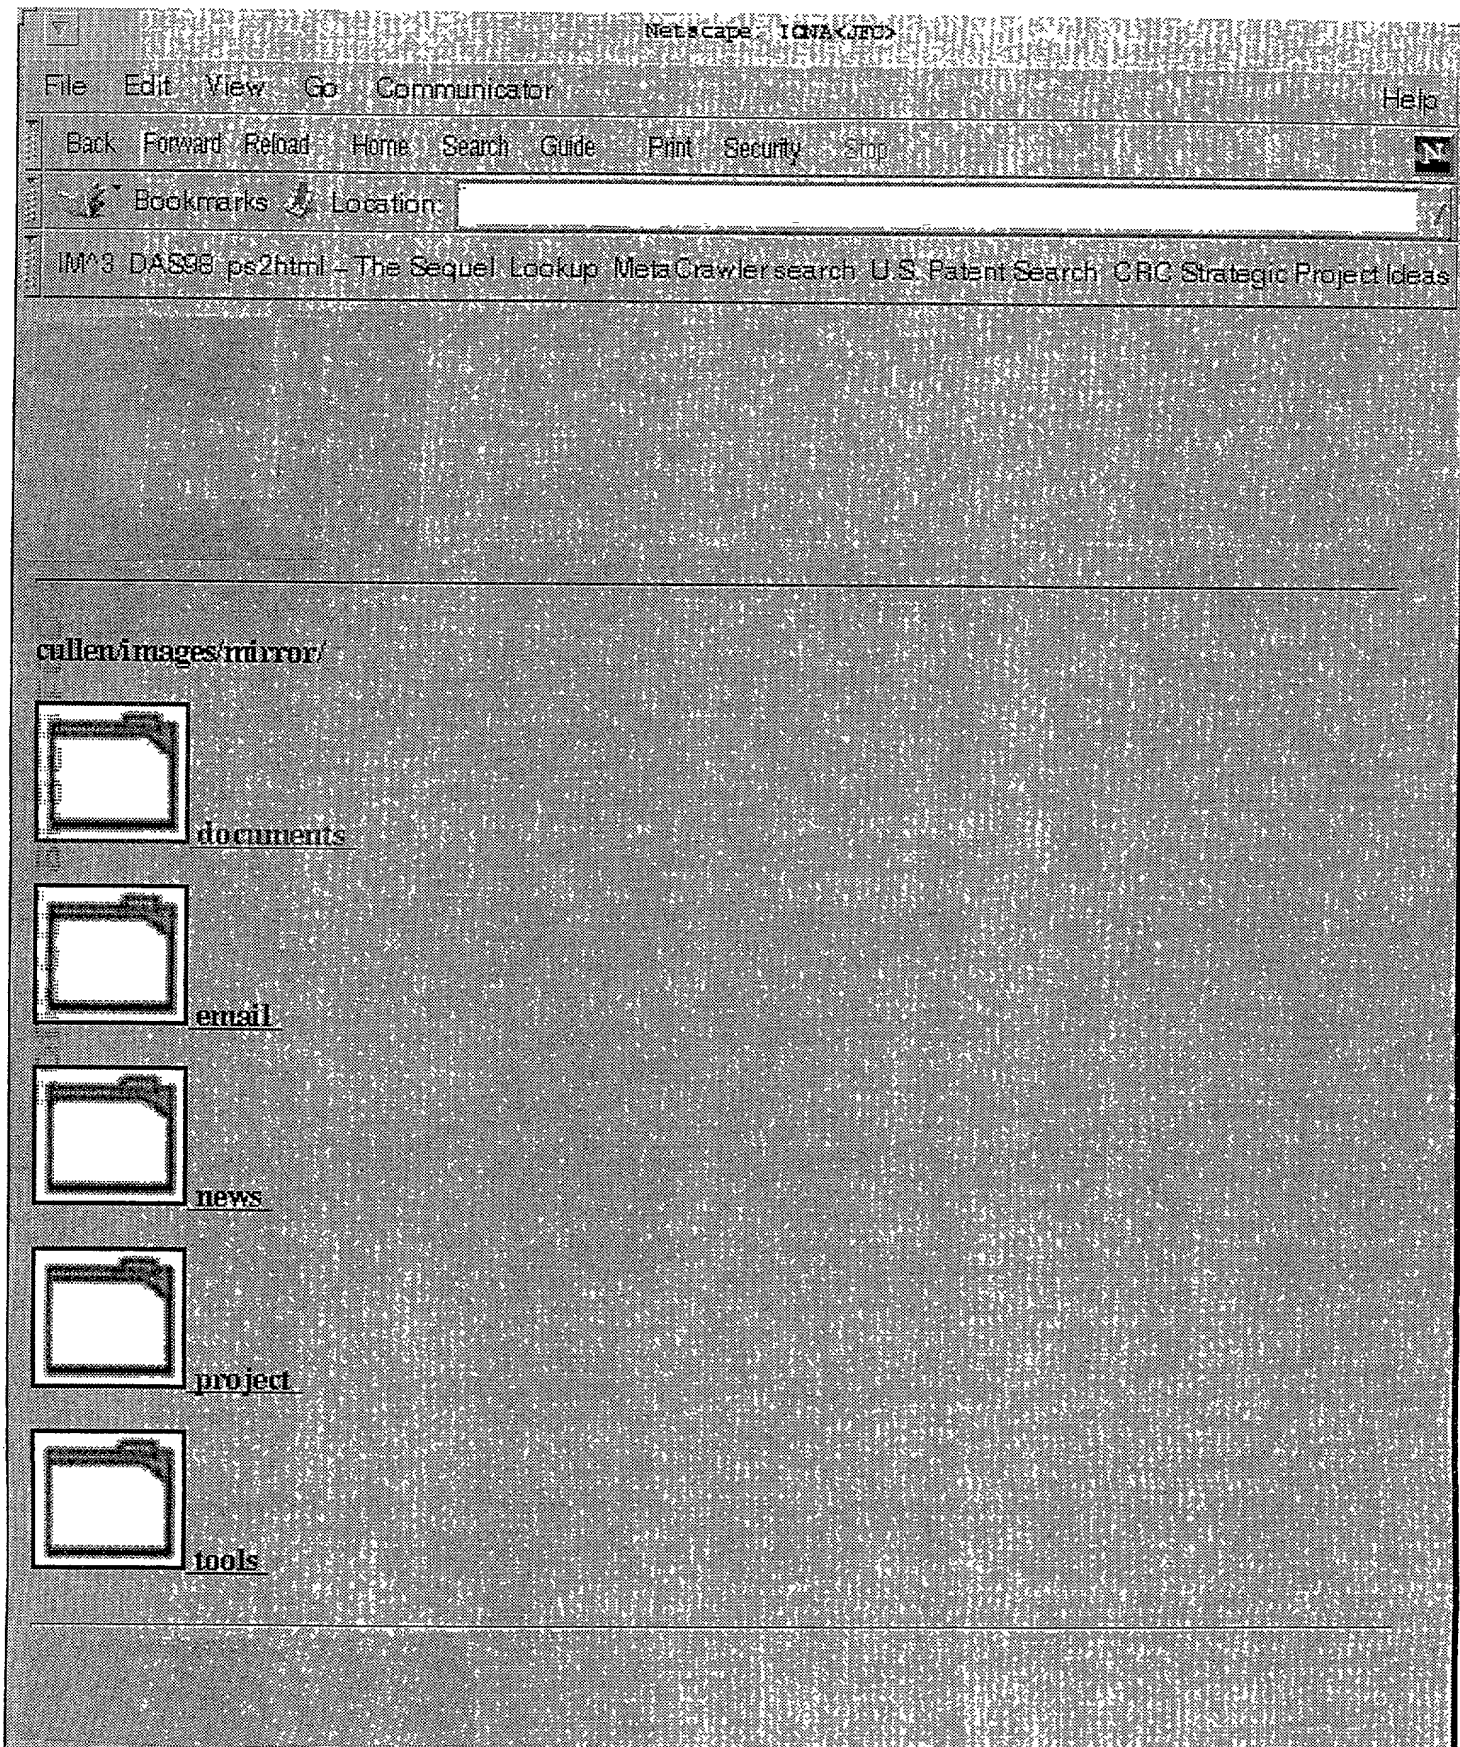 Netscape:
File Edit View Go Communicator Help
Back Forward Reload Home Search Guide Print Security Stop
N
Bookmarks Location:
IM^3 DAS98 ps2html - The Sequel Lookup MetaCrawler search U.S. Patent Search CRC Strategic Project Ideas
cullen/images/mirror/
documents
email
news
project
tools